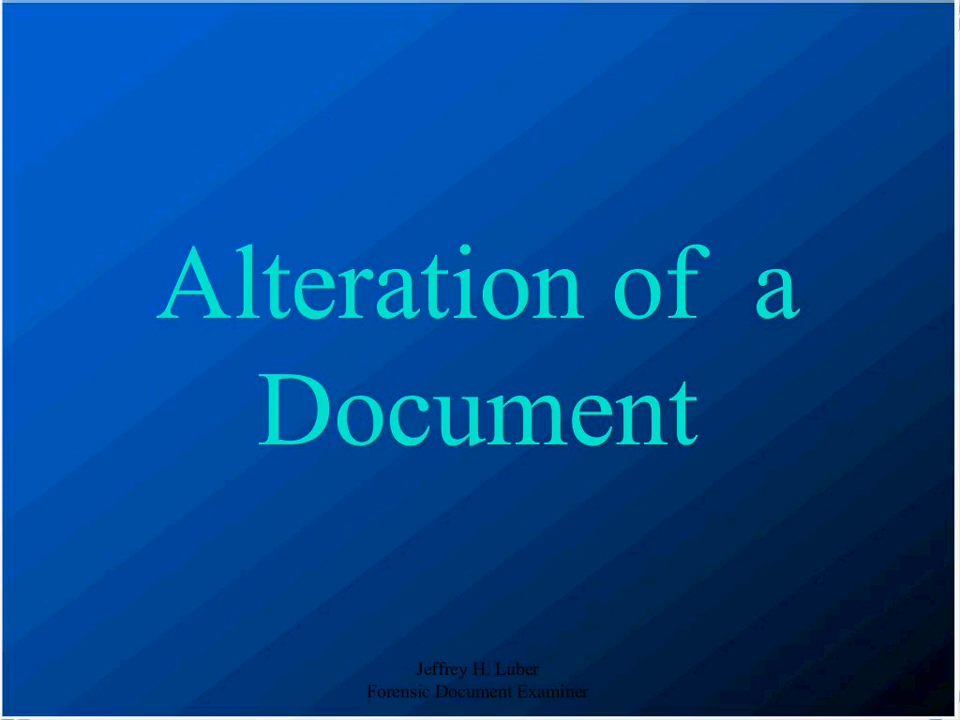 Alteration of a
Document
Jeffrey H. Luber
Forensic Document Examiner